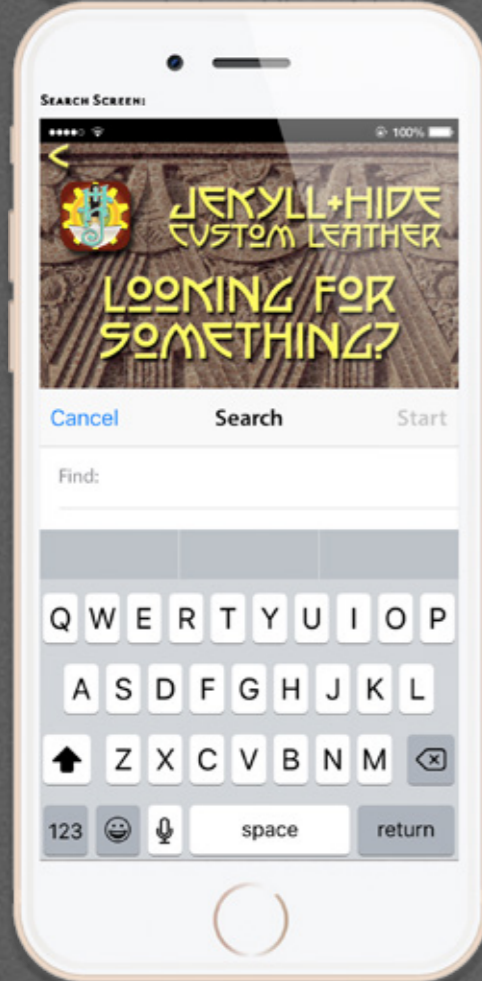 SEARCH SCREEN:
100%
<
JEKYLL+HIDE
CUSTOM LEATHER
LOOKING FOR
SOMETHING?
Cancel Search Start
Find:
Q W E R T Y U I O P
A S D F G H J K L
Z X C V B N M
123 space return